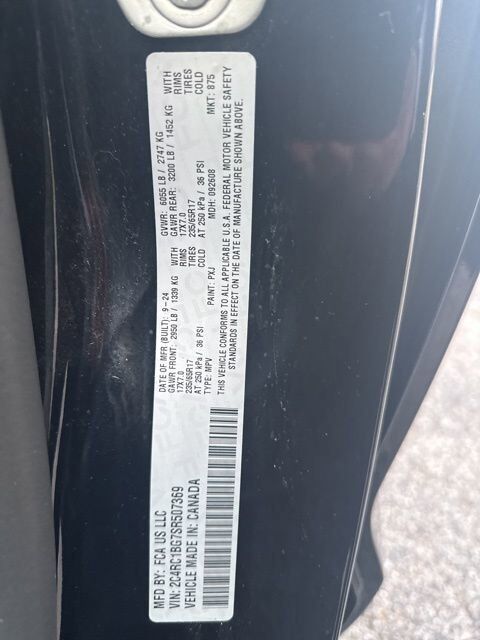 MFD BY: FCA US LLC
DATE OF MFR (BUILT): 9-24
GVWR: 6055 LB / 2747 KG
GAWR FRONT: 2950 LB / 1339 KG WITH
GAWR REAR: 3200 LB / 1452 KG WITH
17X7.0 RIMS
17X7.0 RIMS
235/65R17 TIRES
235/65R17 TIRES
AT 250 kPa / 36 PSI COLD
AT 250 kPa / 36 PSI COLD
VIN: 2C4RC1BG7SR507369
TYPE: MPV
PAINT: PXJ
MDH: 092608
MKT: 875
VEHICLE MADE IN: CANADA
THIS VEHICLE CONFORMS TO ALL APPLICABLE U.S.A. FEDERAL MOTOR VEHICLE SAFETY
STANDARDS IN EFFECT ON THE DATE OF MANUFACTURE SHOWN ABOVE.